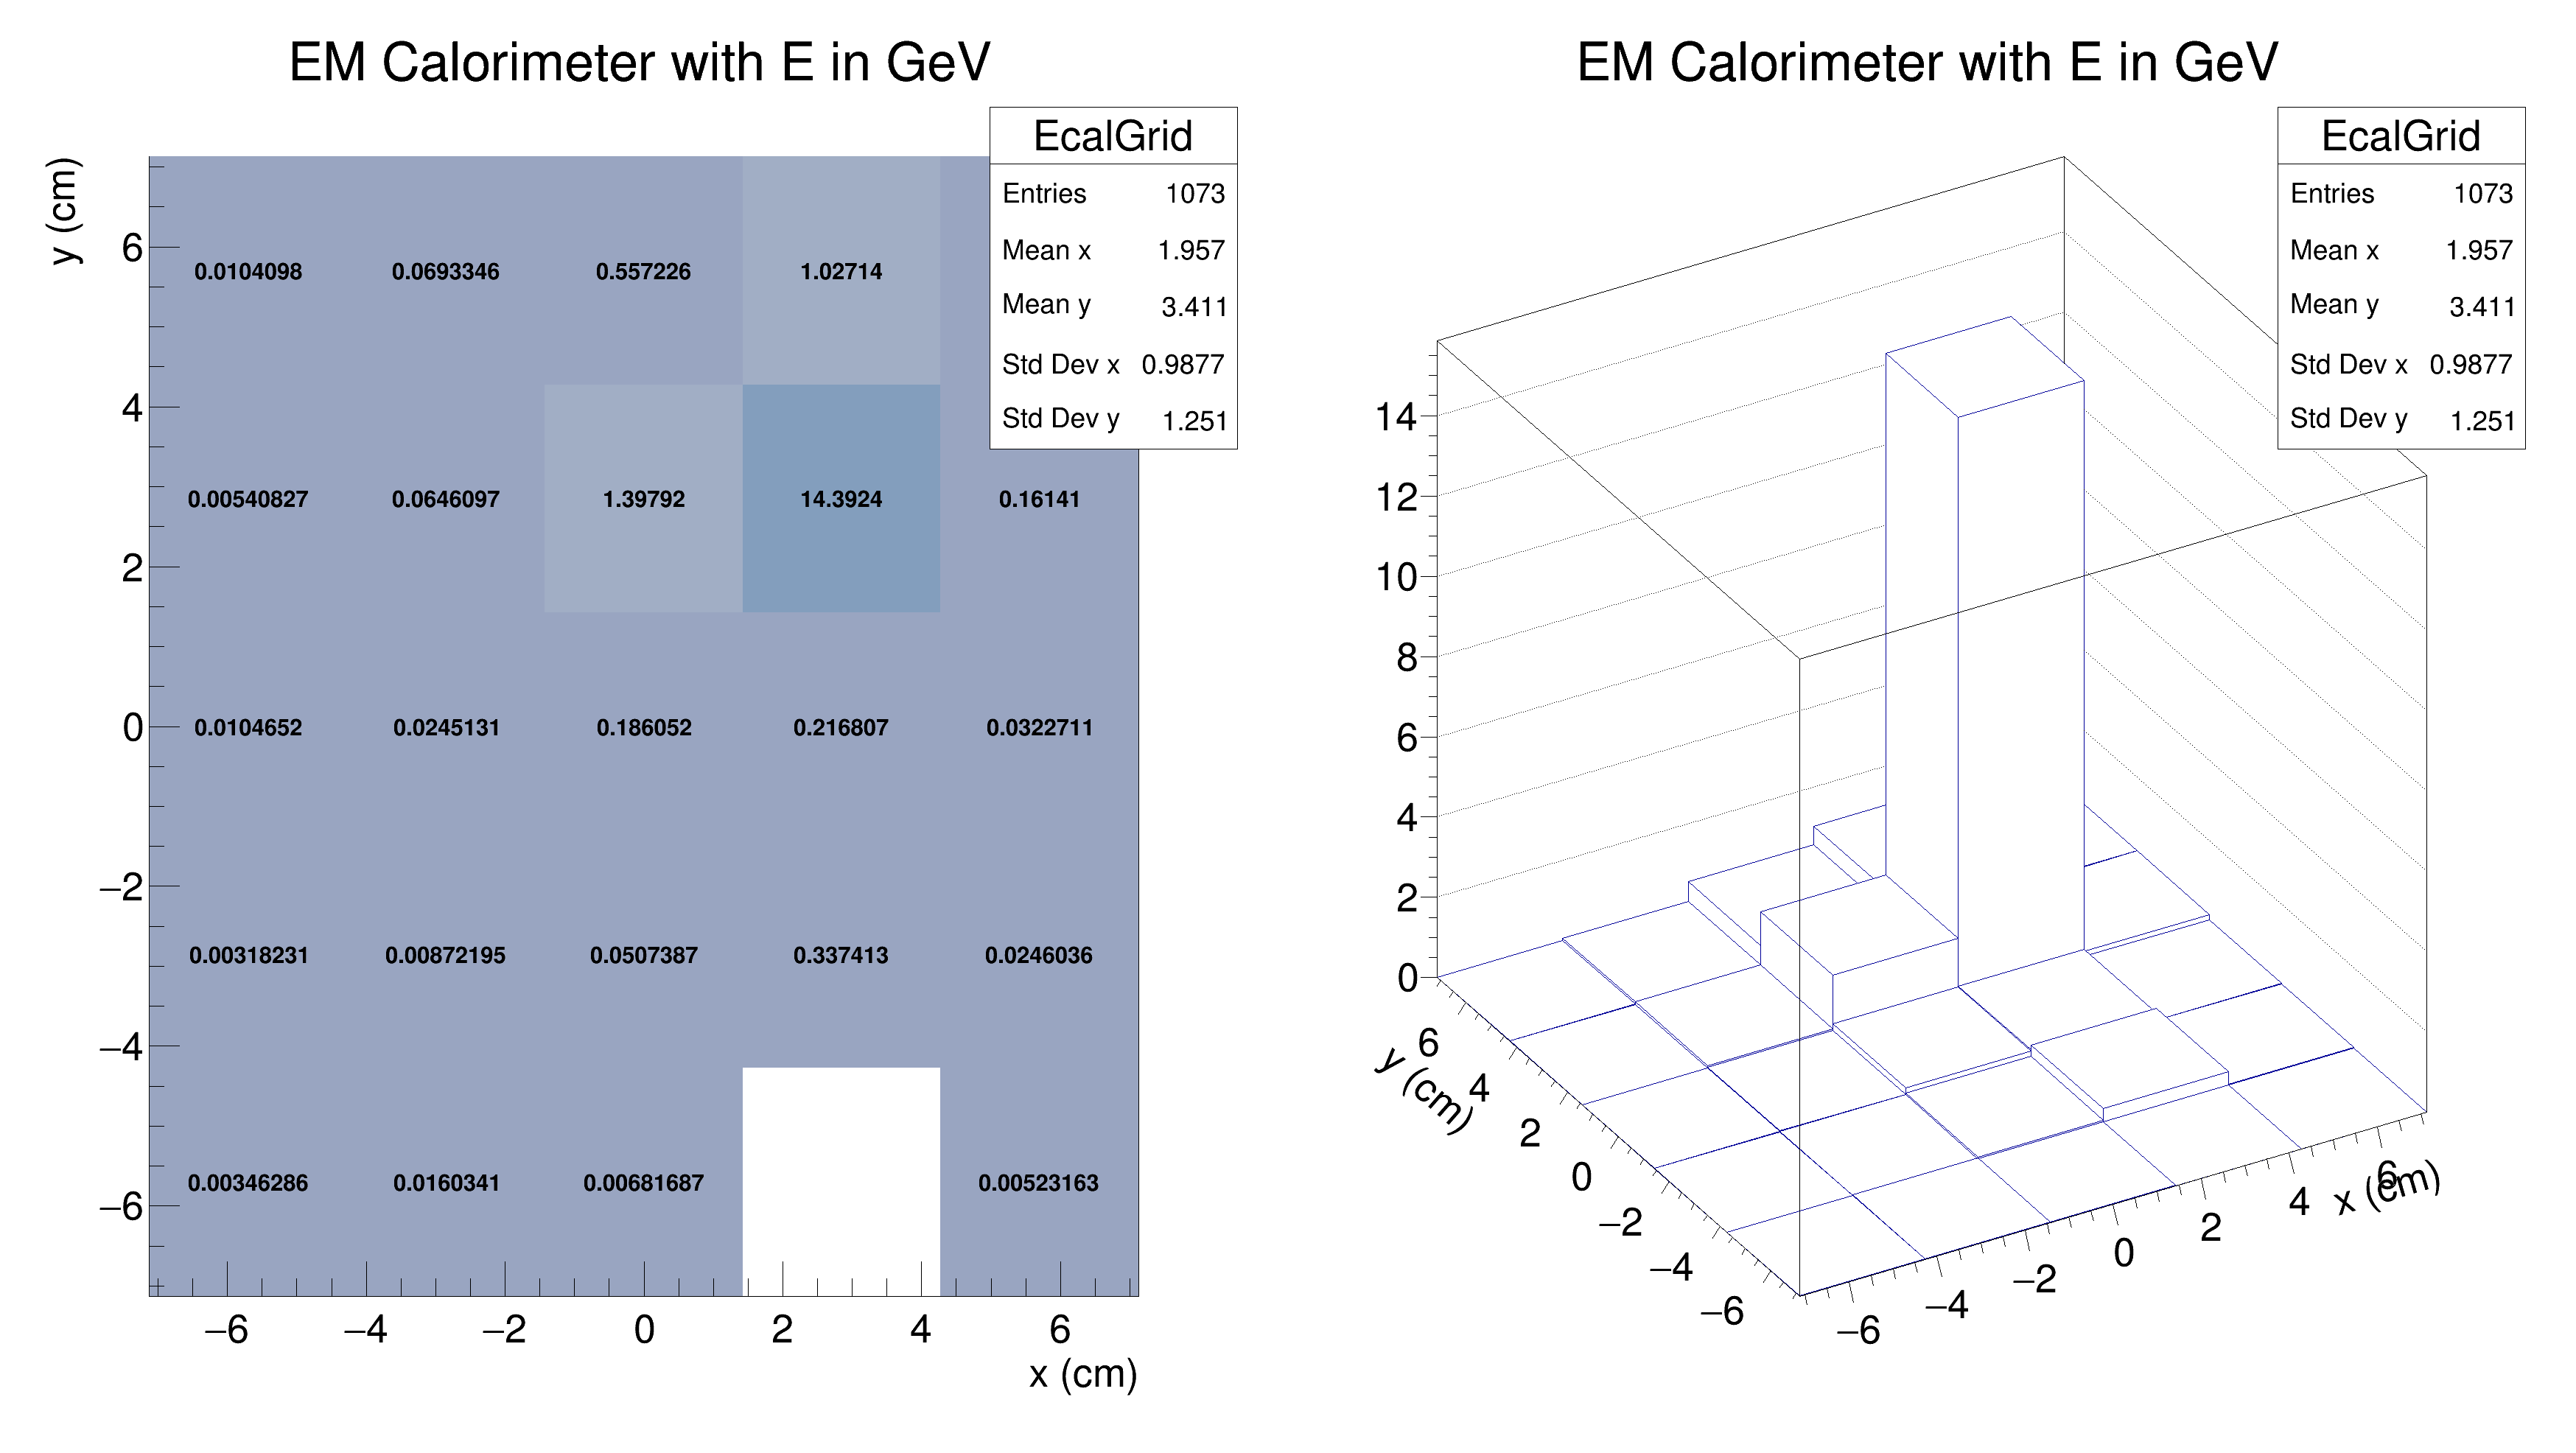 EM Calorimeter with E in GeV
EcalGrid
Entries 1073
Mean x 1.957
Mean y 3.411
Std Dev x 0.9877
Std Dev y 1.251
y (cm)
6
4
2
0
−2
−4
−6
0.0104098 0.0693346 0.557226 1.02714
0.00540827 0.0646097 1.39792 14.3924 0.16141
0.0104652 0.0245131 0.186052 0.216807 0.0322711
0.00318231 0.00872195 0.0507387 0.337413 0.0246036
0.00346286 0.0160341 0.00681687 0.00523163
−6 −4 −2 0 2 4 6
x (cm)
EM Calorimeter with E in GeV
EcalGrid
Entries 1073
Mean x 1.957
Mean y 3.411
Std Dev x 0.9877
Std Dev y 1.251
14
12
10
8
6
4
2
0
6
4
2
0
−2
−4
−6
y (cm)
−6
−4
−2
0
2
4
6
x (cm)